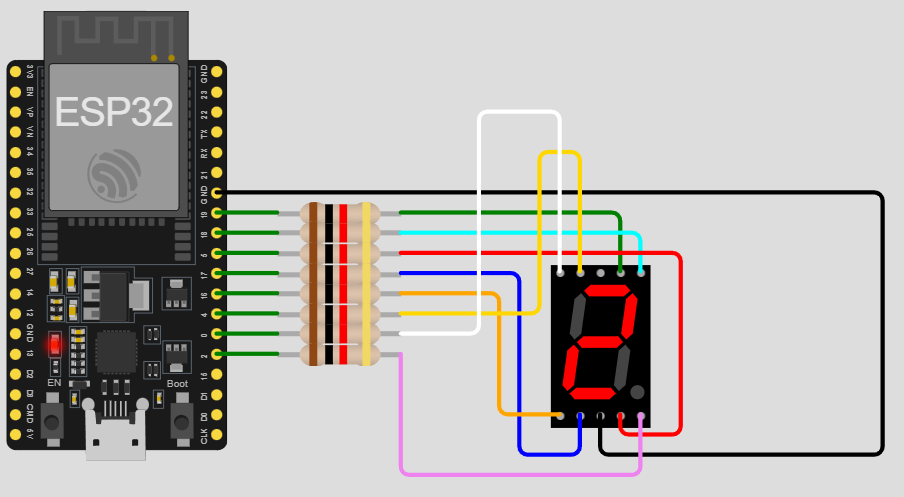 ESP32
3V3
EN
VP
VN
34
35
32
33
25
26
27
14
12
GND
13
D2
D3
CMD
5V
GND
23
22
TX
RX
21
GND
19
18
5
17
16
4
0
2
15
D1
D0
CLK
EN
Boot
2